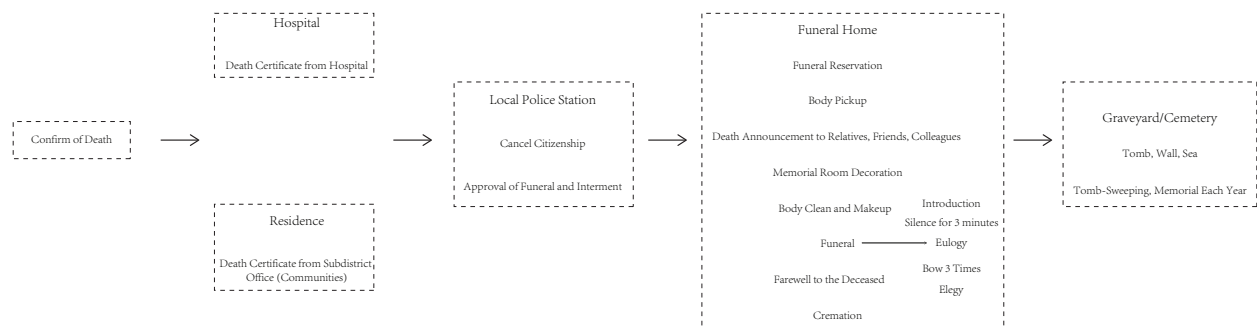 Confirm of Death
Hospital
Death Certificate from Hospital
Residence
Death Certificate from Subdistrict
Office (Communities)
Local Police Station
Cancel Citizenship
Approval of Funeral and Interment
Funeral Home
Funeral Reservation
Body Pickup
Death Announcement to Relatives, Friends, Colleagues
Memorial Room Decoration
Body Clean and Makeup
Funeral
Farewell to the Deceased
Cremation
Introduction
Silence for 3 minutes
Eulogy
Bow 3 Times
Elegy
Graveyard/Cemetery
Tomb, Wall, Sea
Tomb-Sweeping, Memorial Each Year